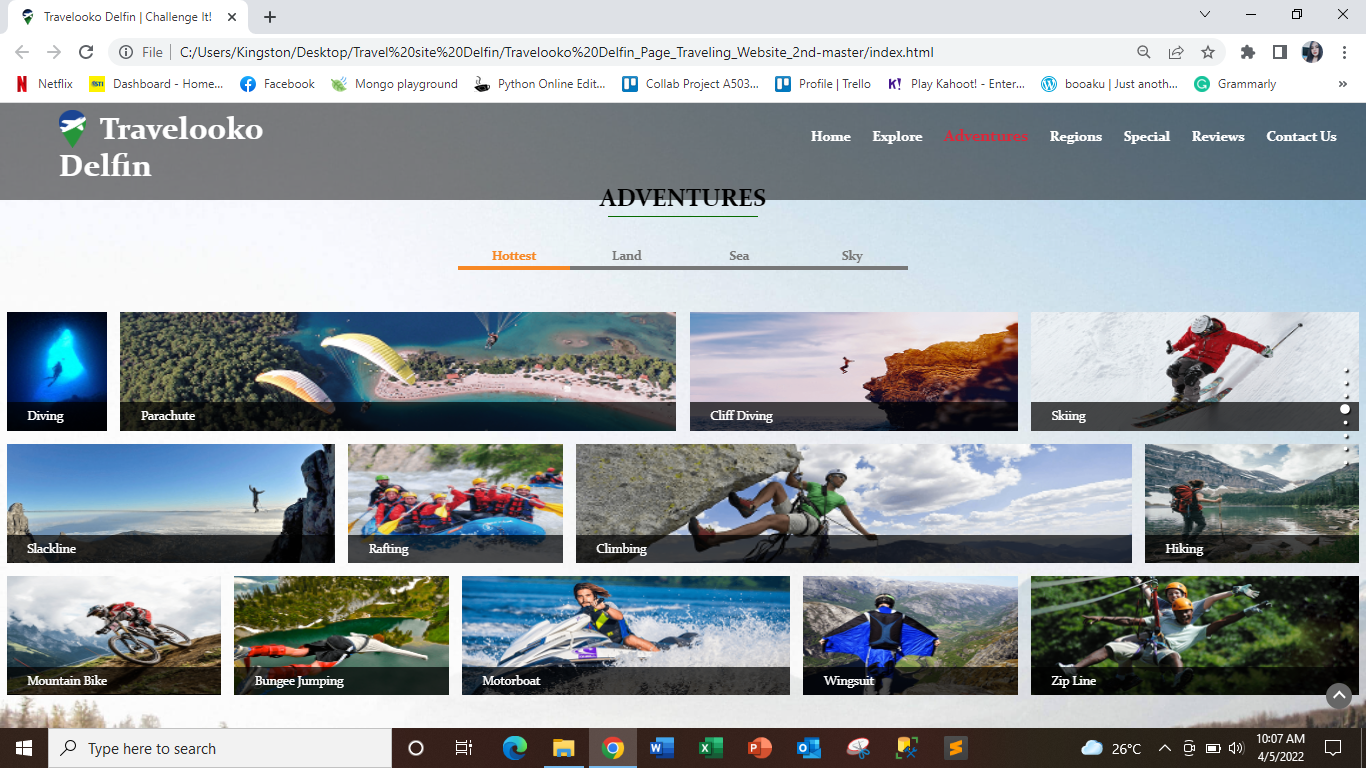 Travelooko Delfin | Challenge It!
File
C:/Users/Kingston/Desktop/Travel%20site%20Delfin/Travelooko%20Delfin_Page_Traveling_Website_2nd-master/index.html
Netflix
Dashboard - Home...
Facebook
Mongo playground
Python Online Edit...
Collab Project A503...
Profile | Trello
K!
Play Kahoot! - Enter...
booaku | Just anoth...
Grammarly
»
Travelooko
Delfin
Home
Explore
Adventures
Regions
Special
Reviews
Contact Us
ADVENTURES
Hottest
Land
Sea
Sky
Diving
Parachute
Cliff Diving
Skiing
Slackline
Rafting
Climbing
Hiking
Mountain Bike
Bungee Jumping
Motorboat
Wingsuit
Zip Line
Type here to search
26°C
10:07 AM
4/5/2022